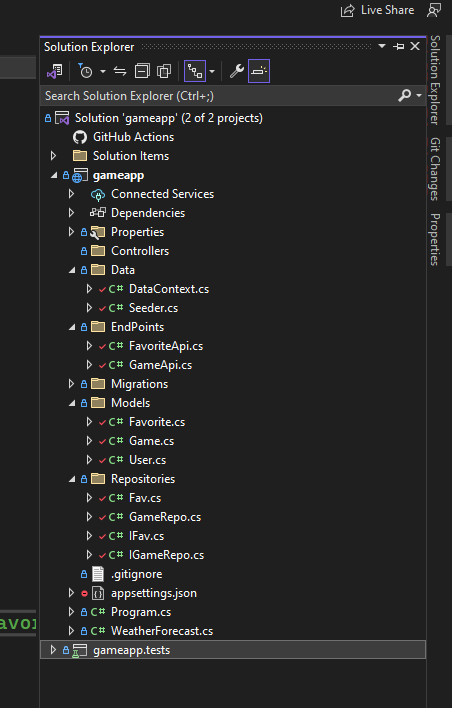 Live Share
Solution Explorer
Search Solution Explorer (Ctrl+;)
Solution 'gameapp' (2 of 2 projects)
GitHub Actions
Solution Items
gameapp
Connected Services
Dependencies
Properties
Controllers
Data
C# DataContext.cs
C# Seeder.cs
EndPoints
C# FavoriteApi.cs
C# GameApi.cs
Migrations
Models
C# Favorite.cs
C# Game.cs
C# User.cs
Repositories
C# Fav.cs
C# GameRepo.cs
C# IFav.cs
C# IGameRepo.cs
.gitignore
appsettings.json
C# Program.cs
C# WeatherForecast.cs
gameapp.tests
Solution Explorer
Git Changes
Properties